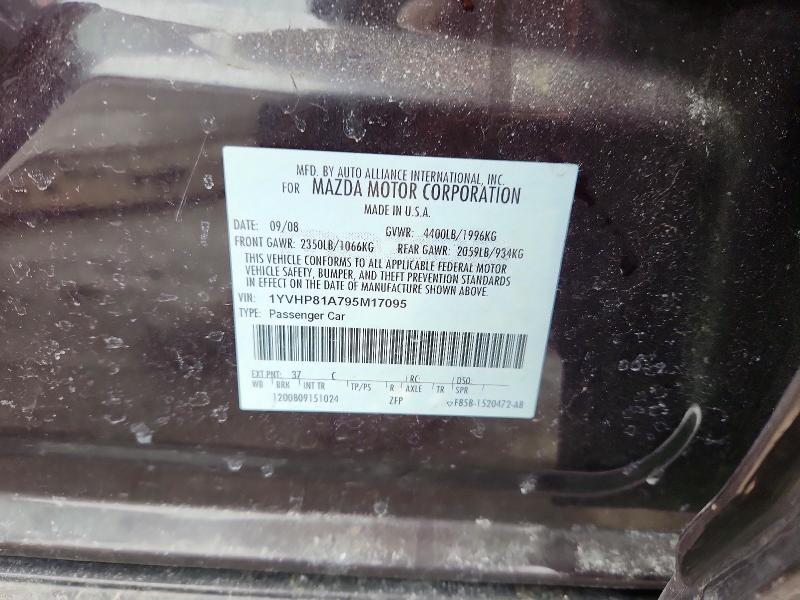 MFD. BY AUTO ALLIANCE INTERNATIONAL, INC.
FOR MAZDA MOTOR CORPORATION
MADE IN U.S.A.
DATE: 09/08 GVWR: 4400LB/1996KG
FRONT GAWR: 2350LB/1066KG REAR GAWR: 2059LB/934KG
THIS VEHICLE CONFORMS TO ALL APPLICABLE FEDERAL MOTOR
VEHICLE SAFETY, BUMPER, AND THEFT PREVENTION STANDARDS
IN EFFECT ON THE DATE OF MANUFACTURE SHOWN ABOVE.
VIN: 1YVHP81A795M17095
TYPE: Passenger Car
EXT PNT: 37 C RC: DSO:
WB BRK INT TR TP/PS R AXLE TR SPR
1200809151024 ZFP F85B-1520472-AB